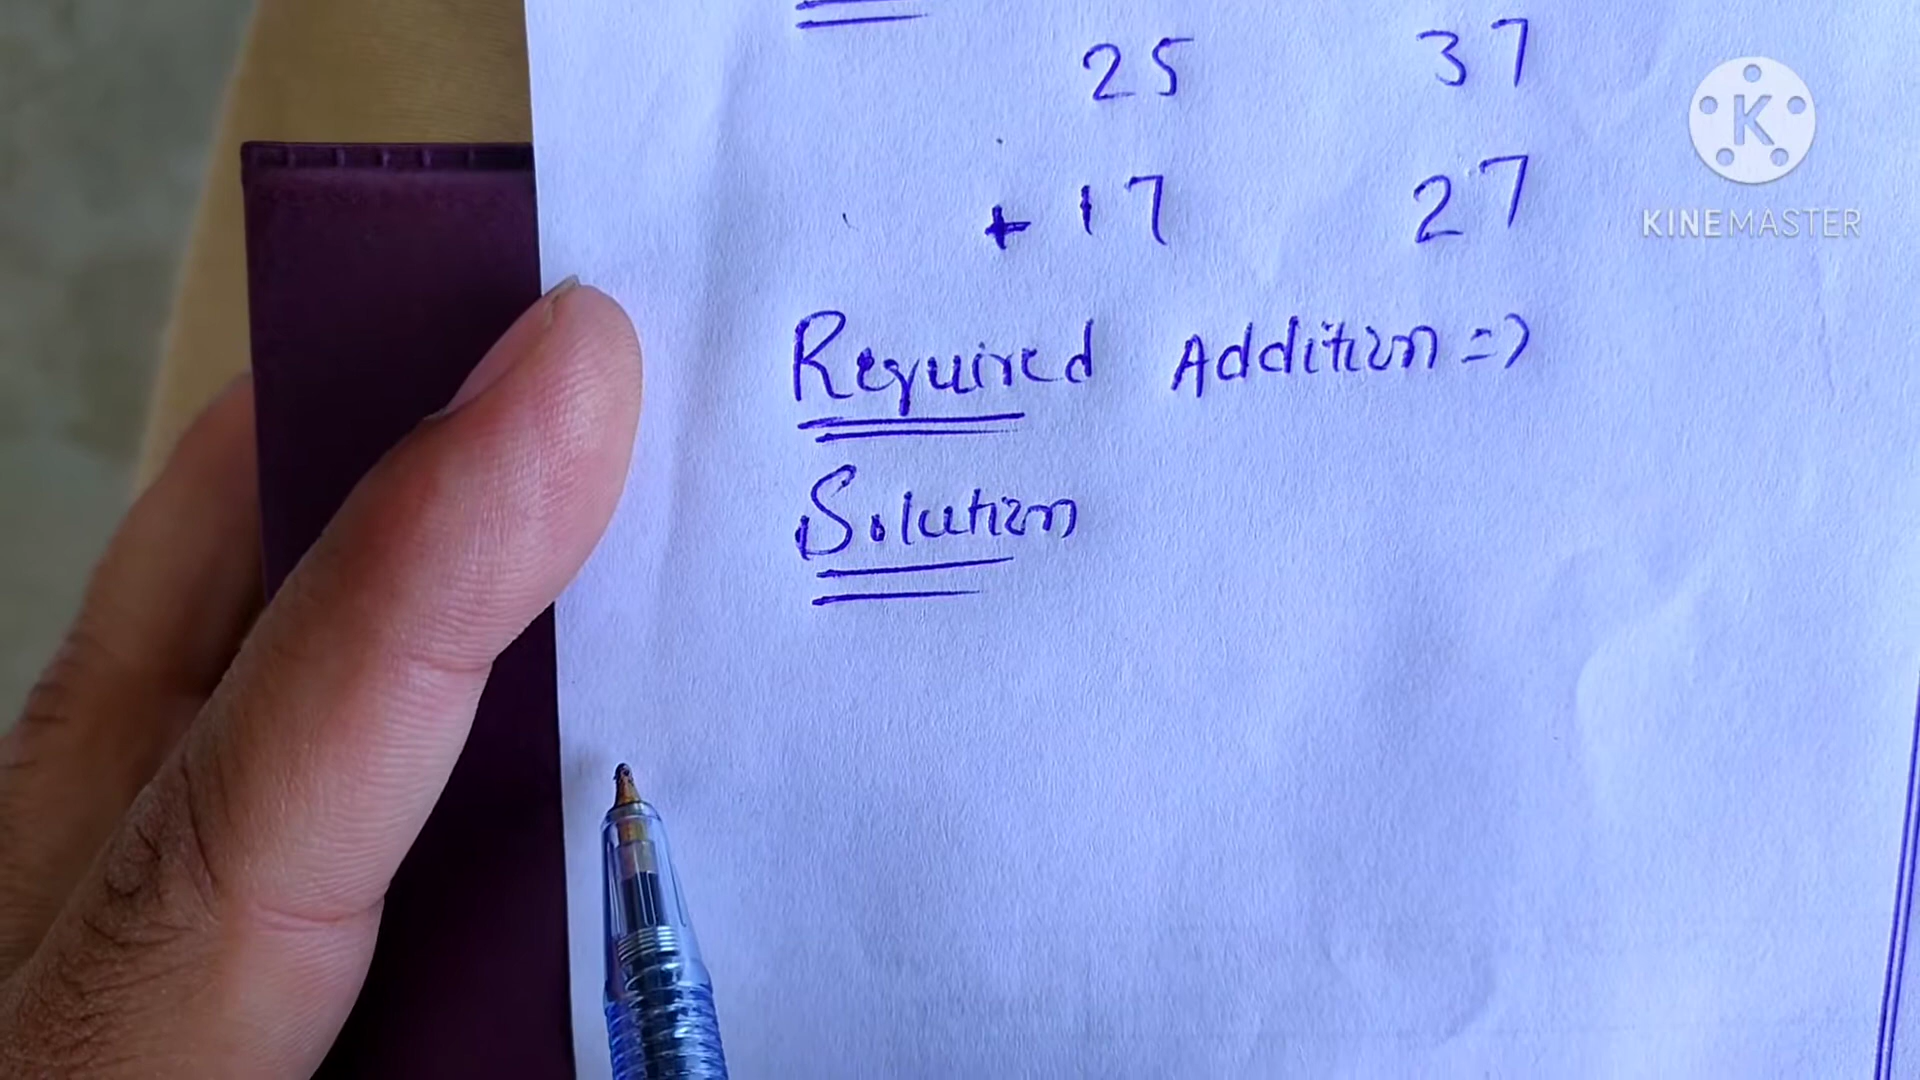 25 37
+ 17 27
Required Addition =>
Solution
K
KINEMASTER